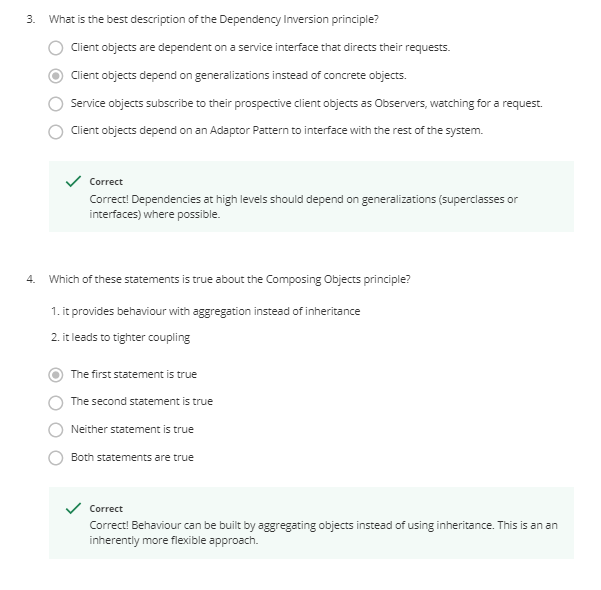 3. What is the best description of the Dependency Inversion principle?
Client objects are dependent on a service interface that directs their requests.
Client objects depend on generalizations instead of concrete objects.
Service objects subscribe to their prospective client objects as Observers, watching for a request.
Client objects depend on an Adaptor Pattern to interface with the rest of the system.
Correct
Correct! Dependencies at high levels should depend on generalizations (superclasses or
interfaces) where possible.
4. Which of these statements is true about the Composing Objects principle?
1. it provides behaviour with aggregation instead of inheritance
2. it leads to tighter coupling
The first statement is true
The second statement is true
Neither statement is true
Both statements are true
Correct
Correct! Behaviour can be built by aggregating objects instead of using inheritance. This is an an
inherently more flexible approach.